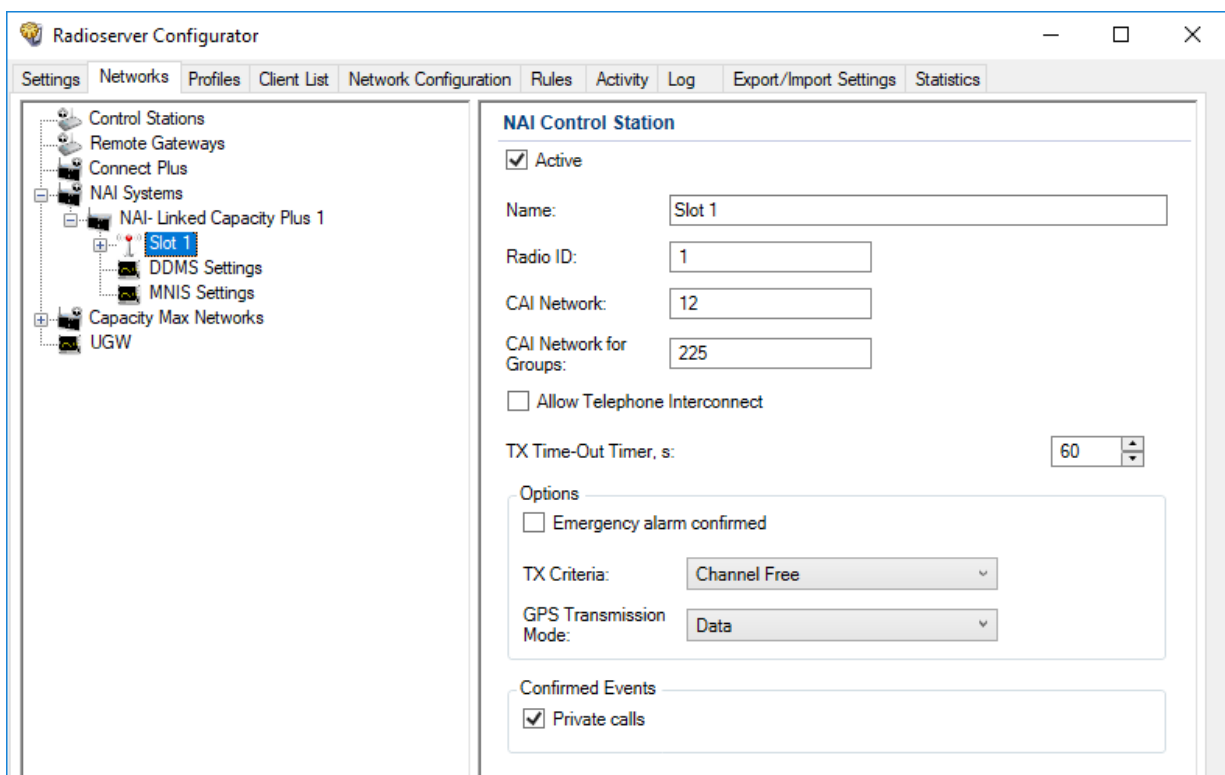 Radioserver Configurator
Settings Networks Profiles Client List Network Configuration Rules Activity Log Export/Import Settings Statistics
Control Stations
Remote Gateways
Connect Plus
NAI Systems
NAI- Linked Capacity Plus 1
Slot 1
DDMS Settings
MNIS Settings
Capacity Max Networks
UGW
NAI Control Station
Active
Name: Slot 1
Radio ID: 1
CAI Network: 12
CAI Network for
Groups: 225
Allow Telephone Interconnect
TX Time-Out Timer, s: 60
Options
Emergency alarm confirmed
TX Criteria: Channel Free
GPS Transmission
Mode: Data
Confirmed Events
Private calls